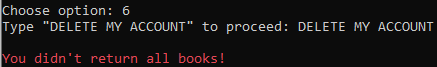 Choose option: 6
Type "DELETE MY ACCOUNT" to proceed: DELETE MY ACCOUNT
You didn't return all books!